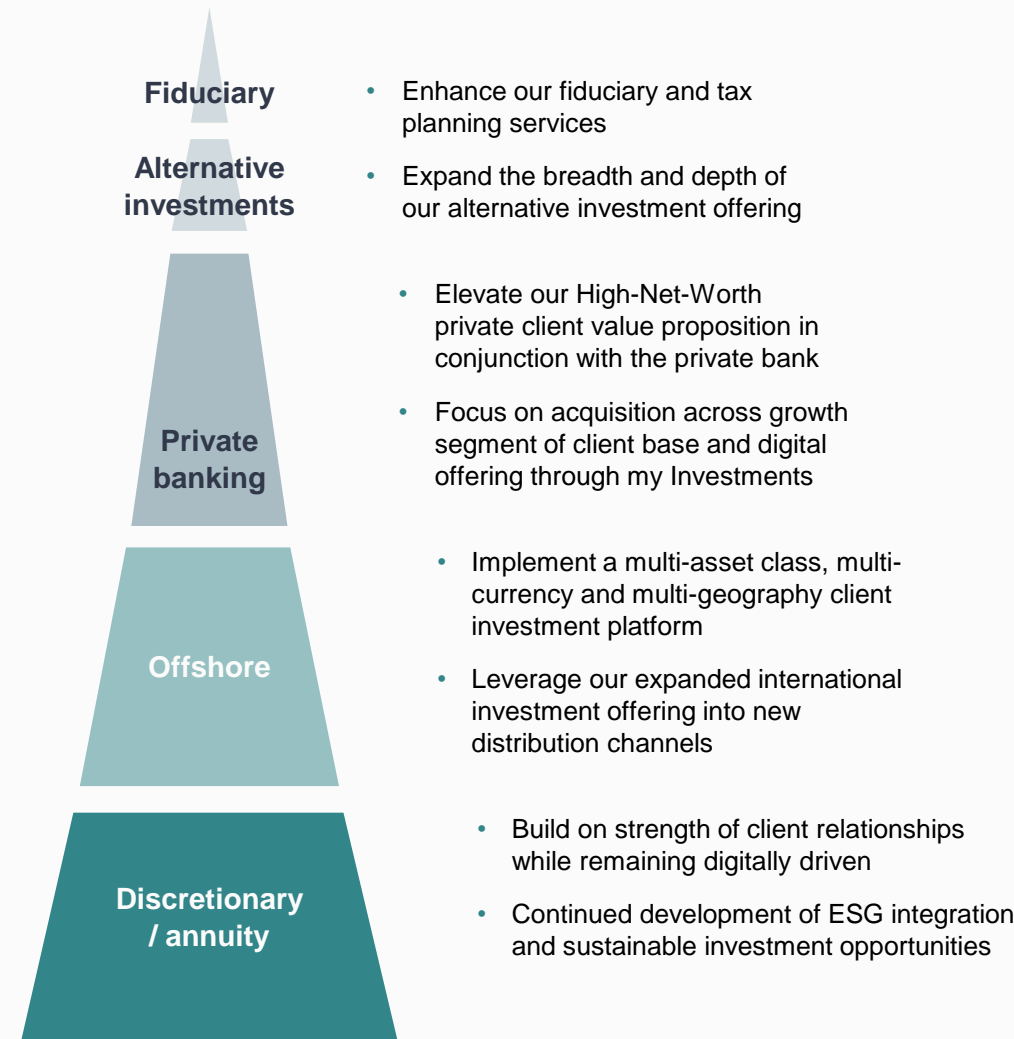 Fiduciary
• Enhance our fiduciary and tax
planning services
Alternative
investments
• Expand the breadth and depth of
our alternative investment offering
Private
banking
• Elevate our High-Net-Worth
private client value proposition in
conjunction with the private bank
• Focus on acquisition across growth
segment of client base and digital
offering through my Investments
Offshore
• Implement a multi-asset class, multi-
currency and multi-geography client
investment platform
• Leverage our expanded international
investment offering into new
distribution channels
Discretionary
/ annuity
• Build on strength of client relationships
while remaining digitally driven
• Continued development of ESG integration
and sustainable investment opportunities